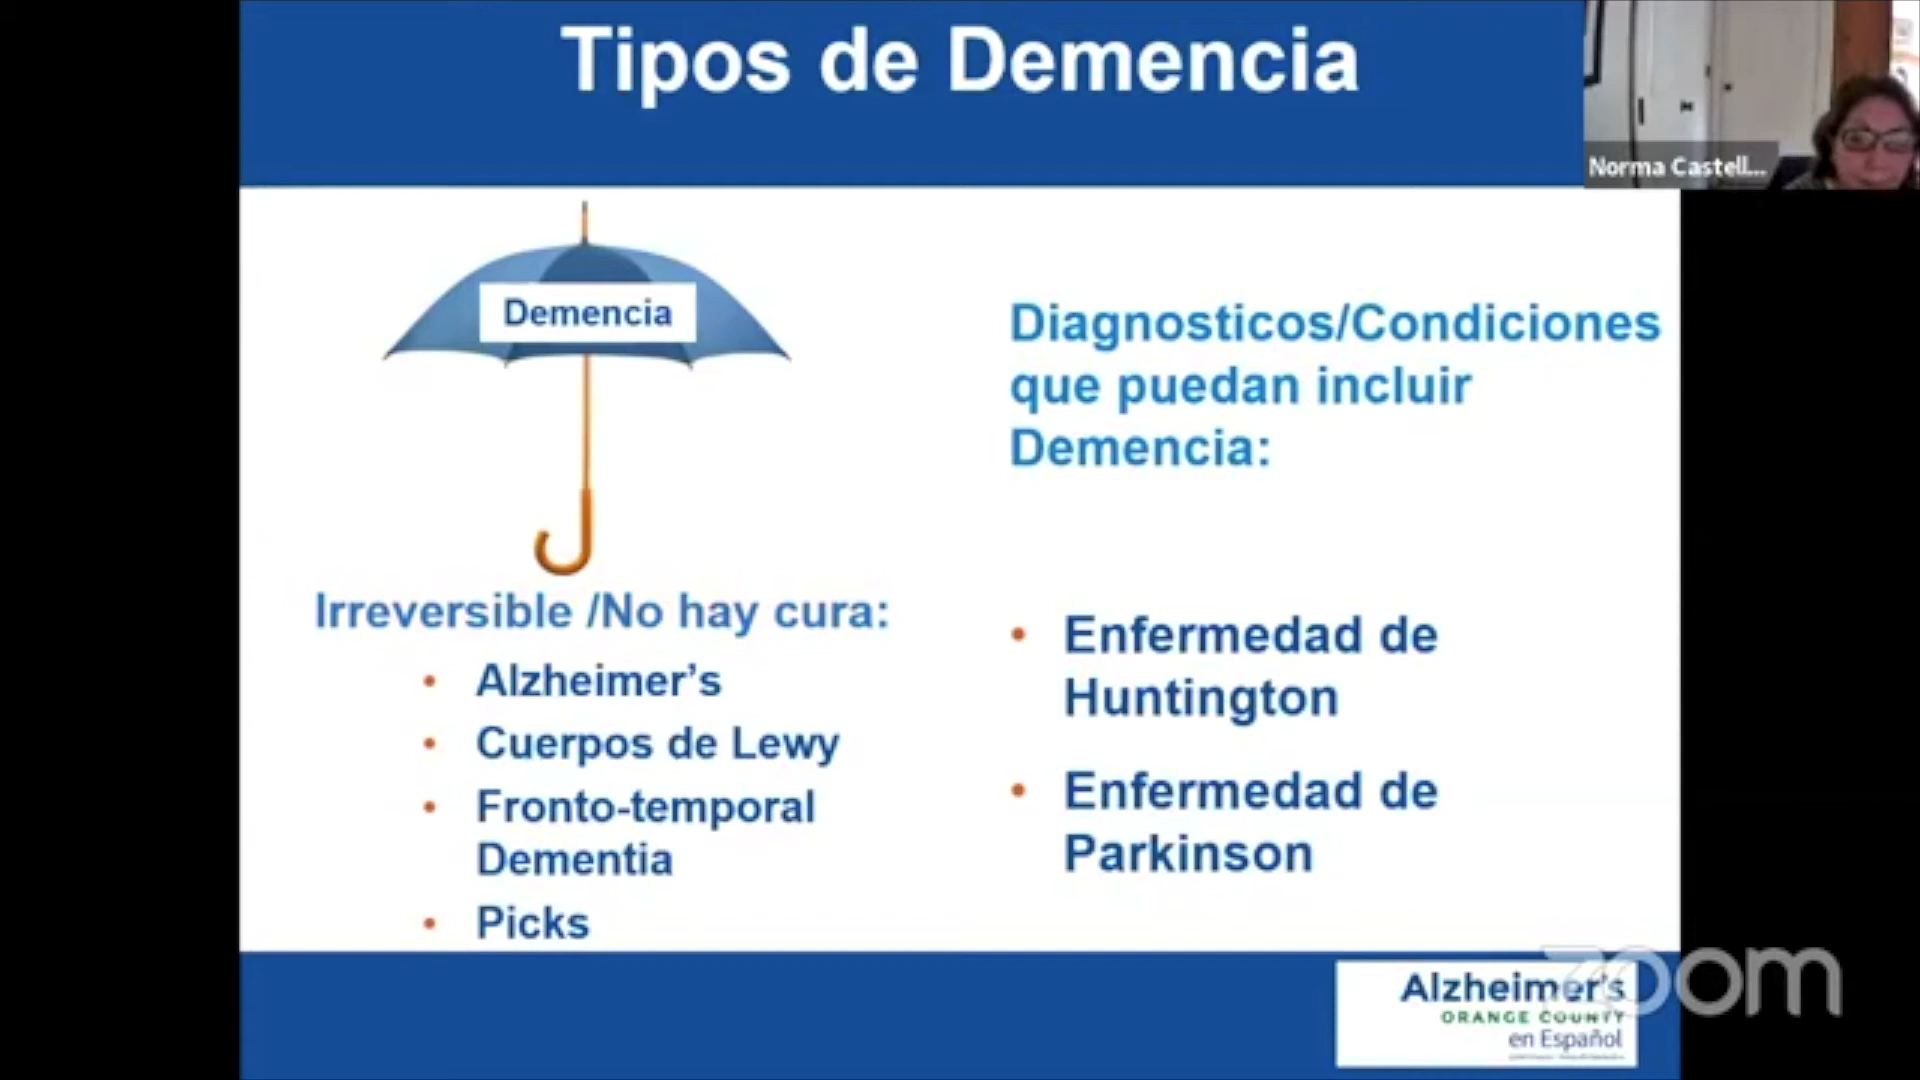 Tipos de Demencia
Norma Castell...
Demencia
Irreversible /No hay cura:
• Alzheimer's
• Cuerpos de Lewy
• Fronto-temporal
Dementia
• Picks
Diagnosticos/Condiciones
que puedan incluir
Demencia:
• Enfermedad de
Huntington
• Enfermedad de
Parkinson
Alzheimer's
ORANGE COUNTY
en Español
zoom